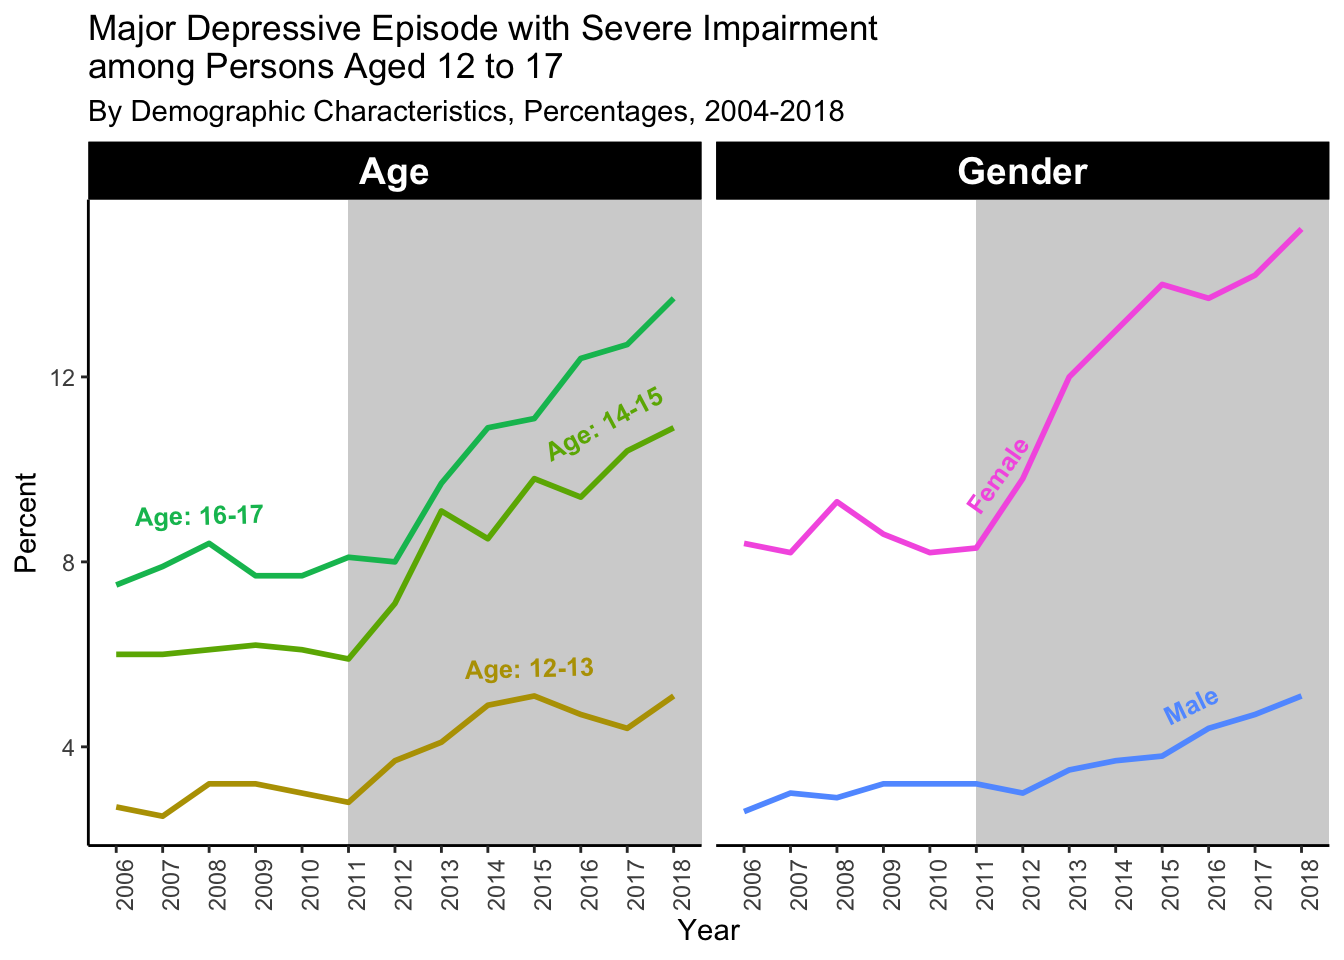 Major Depressive Episode with Severe Impairment
among Persons Aged 12 to 17
By Demographic Characteristics, Percentages, 2004-2018
Age
Gender
Percent
12
8
4
Age: 16-17
Age: 14-15
Age: 12-13
Female
Male
2006 2007 2008 2009 2010 2011 2012 2013 2014 2015 2016 2017 2018
2006 2007 2008 2009 2010 2011 2012 2013 2014 2015 2016 2017 2018
Year